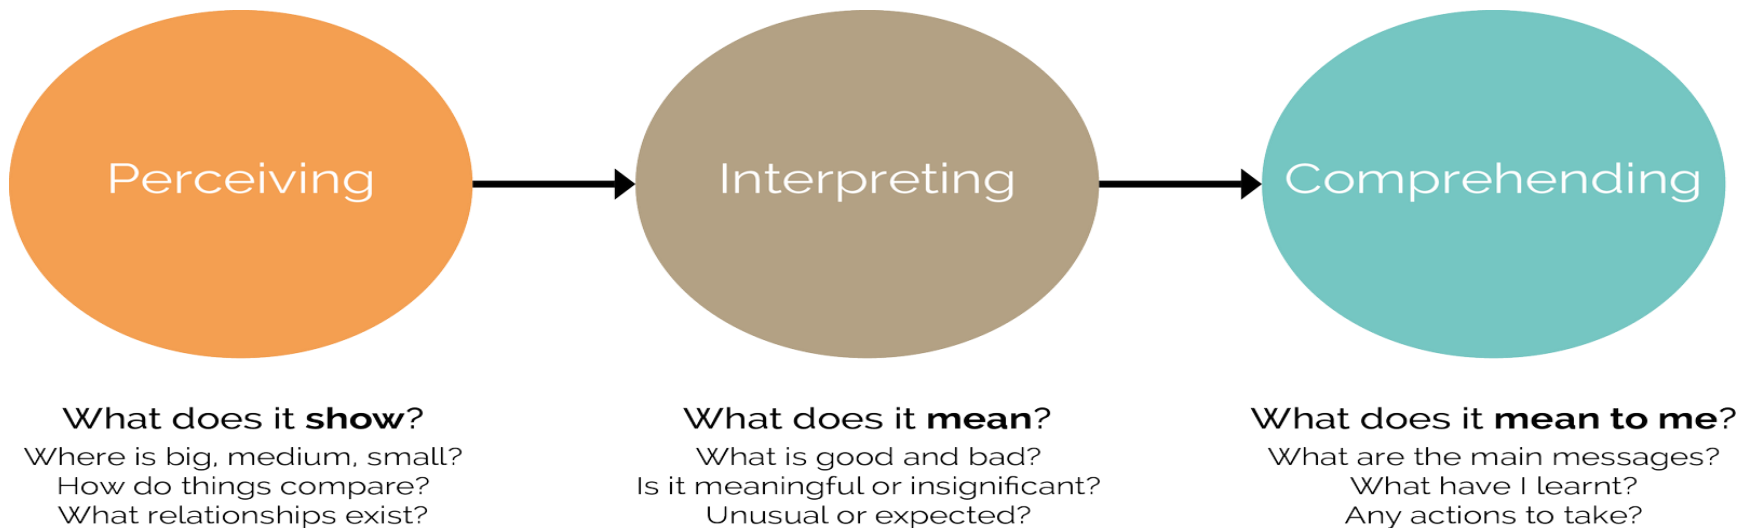 Perceiving
Interpreting
Comprehending
What does it show?
Where is big, medium, small?
How do things compare?
What relationships exist?
What does it mean?
What is good and bad?
Is it meaningful or insignificant?
Unusual or expected?
What does it mean to me?
What are the main messages?
What have I learnt?
Any actions to take?